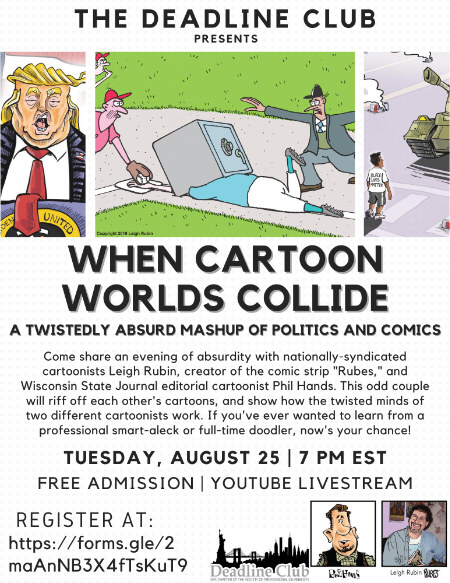 THE DEADLINE CLUB
PRESENTS
Copyright 2019 Leigh Rubin
BLACK
LIVES
MATTER
UNITED
WHEN CARTOON
WORLDS COLLIDE
A TWISTEDLY ABSURD MASHUP OF POLITICS AND COMICS
Come share an evening of absurdity with nationally-syndicated
cartoonists Leigh Rubin, creator of the comic strip "Rubes," and
Wisconsin State Journal editorial cartoonist Phil Hands. This odd couple
will riff off each other's cartoons, and show how the twisted minds of
two different cartoonists work. If you've ever wanted to learn from a
professional smart-aleck or full-time doodler, now's your chance!
TUESDAY, AUGUST 25 | 7 PM EST
FREE ADMISSION | YOUTUBE LIVESTREAM
REGISTER AT:
https://forms.gle/2
maAnNB3X4fTsKuT9
Deadline Club
Leigh Rubin RUBES